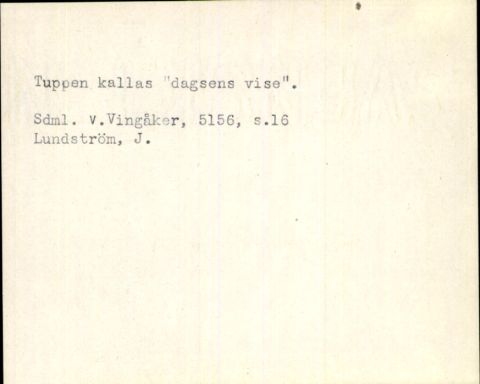 Tuppen kallas "dagsens vise".
Sdml. v.Vingåker, 5156, s.16
Lundström, J.